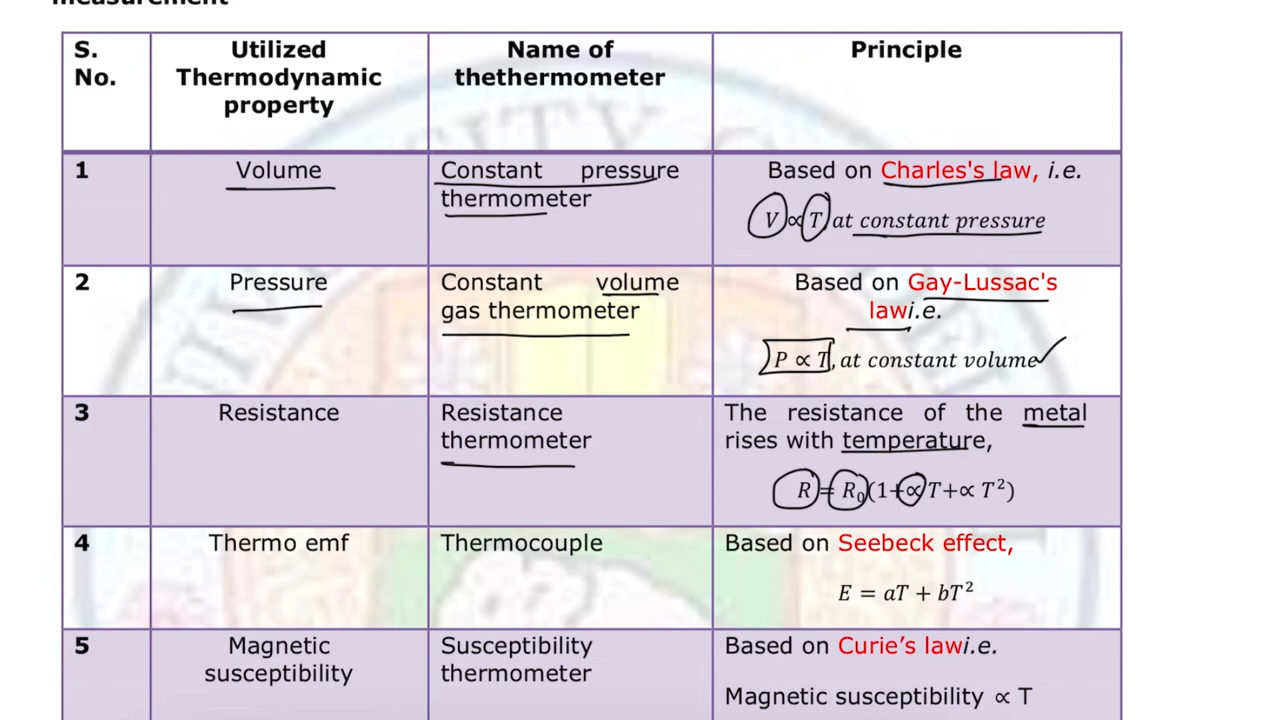 measurement
S. No.
Utilized Thermodynamic property
Name of thethermometer
Principle
1
Volume
Constant pressure
thermometer
Based on Charles's law, i.e.
V ∝ T at constant pressure
2
Pressure
Constant volume
gas thermometer
Based on Gay-Lussac's
lawi.e.
P ∝ T, at constant volume
3
Resistance
Resistance
thermometer
The resistance of the metal
rises with temperature,
R = R₀(1+∝ T+∝ T²)
4
Thermo emf
Thermocouple
Based on Seebeck effect,
E = aT + bT²
5
Magnetic
susceptibility
Susceptibility
thermometer
Based on Curie’s lawi.e.
Magnetic susceptibility ∝ T